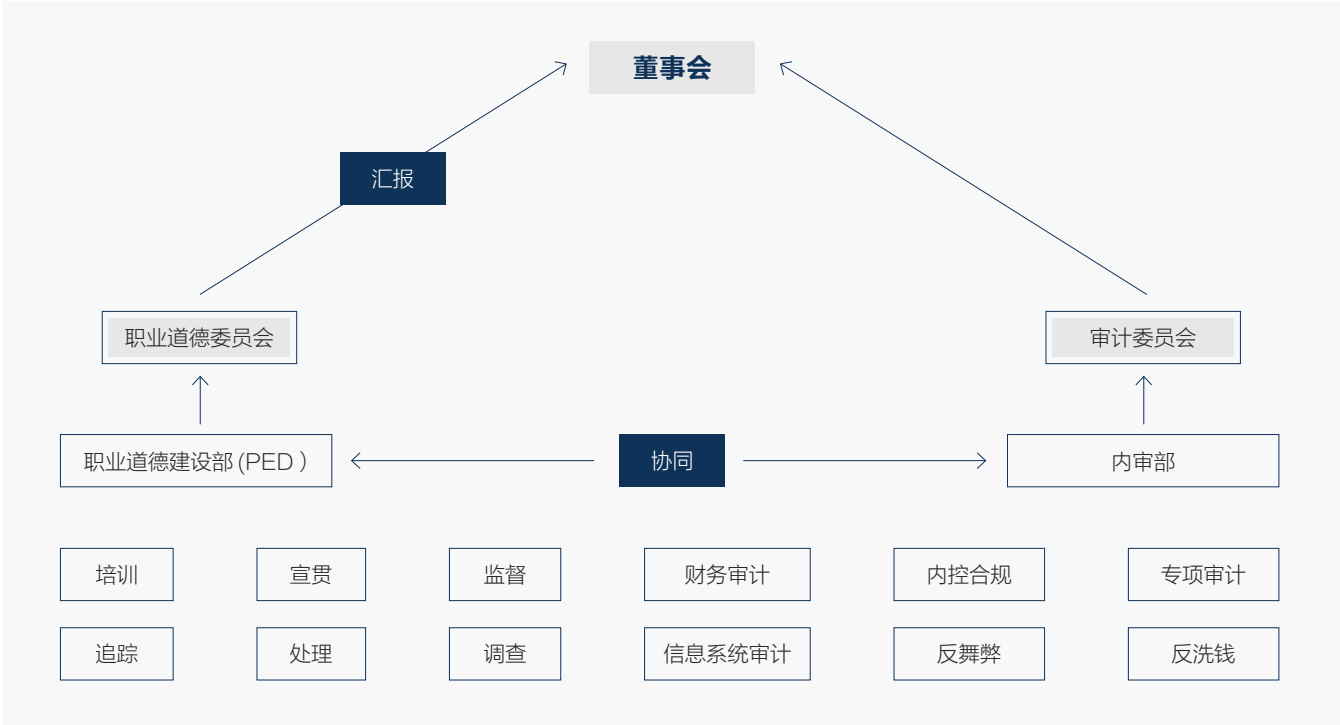 董事会
汇报
职业道德委员会
审计委员会
职业道德建设部 (PED )
协同
内审部
培训
宣贯
监督
财务审计
内控合规
专项审计
追踪
处理
调查
信息系统审计
反舞弊
反洗钱